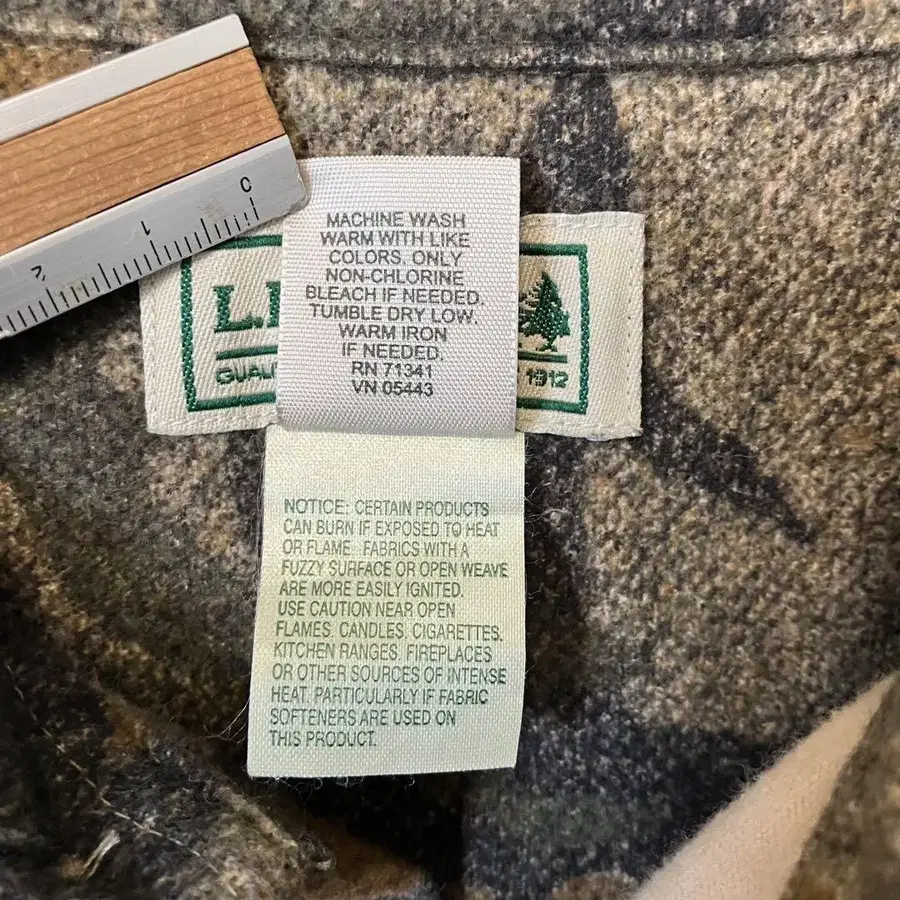 0
1
2
MACHINE WASH
WARM WITH LIKE
COLORS. ONLY
NON-CHLORINE
BLEACH IF NEEDED.
TUMBLE DRY LOW.
WARM IRON
IF NEEDED.
RN 71341
VN 05443
L.
1912
NOTICE: CERTAIN PRODUCTS
CAN BURN IF EXPOSED TO HEAT
OR FLAME. FABRICS WITH A
FUZZY SURFACE OR OPEN WEAVE
ARE MORE EASILY IGNITED.
USE CAUTION NEAR OPEN
FLAMES, CANDLES, CIGARETTES,
KITCHEN RANGES, FIREPLACES
OR OTHER SOURCES OF INTENSE
HEAT, PARTICULARLY IF FABRIC
SOFTENERS ARE USED ON
THIS PRODUCT.